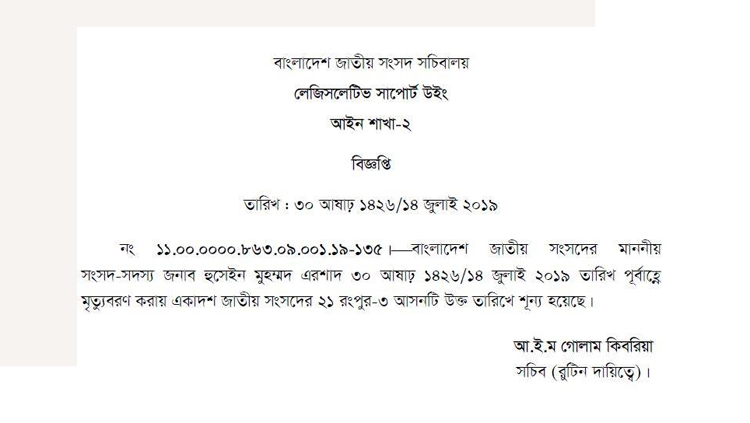 বাংলাদেশ জাতীয় সংসদ সচিবালয়
লেজিসলেটিভ সাপোর্ট উইং
আইন শাখা-২
বিজ্ঞপ্তি
তারিখ : ৩০ আষাঢ় ১৪২৬/১৪ জুলাই ২০১৯
নং ১১.০০.০০০০.৮৬৩.০৯.০০১.১৯-১৩৫।—বাংলাদেশ জাতীয় সংসদের মাননীয়
সংসদ-সদস্য জনাব হুসেইন মুহম্মদ এরশাদ ৩০ আষাঢ় ১৪২৬/১৪ জুলাই ২০১৯ তারিখ পূর্বাহ্ণে
মৃত্যুবরণ করায় একাদশ জাতীয় সংসদের ২১ রংপুর-৩ আসনটি উক্ত তারিখে শূন্য হয়েছে।
আ.ই.ম গোলাম কিবরিয়া
সচিব (রুটিন দায়িত্বে)।